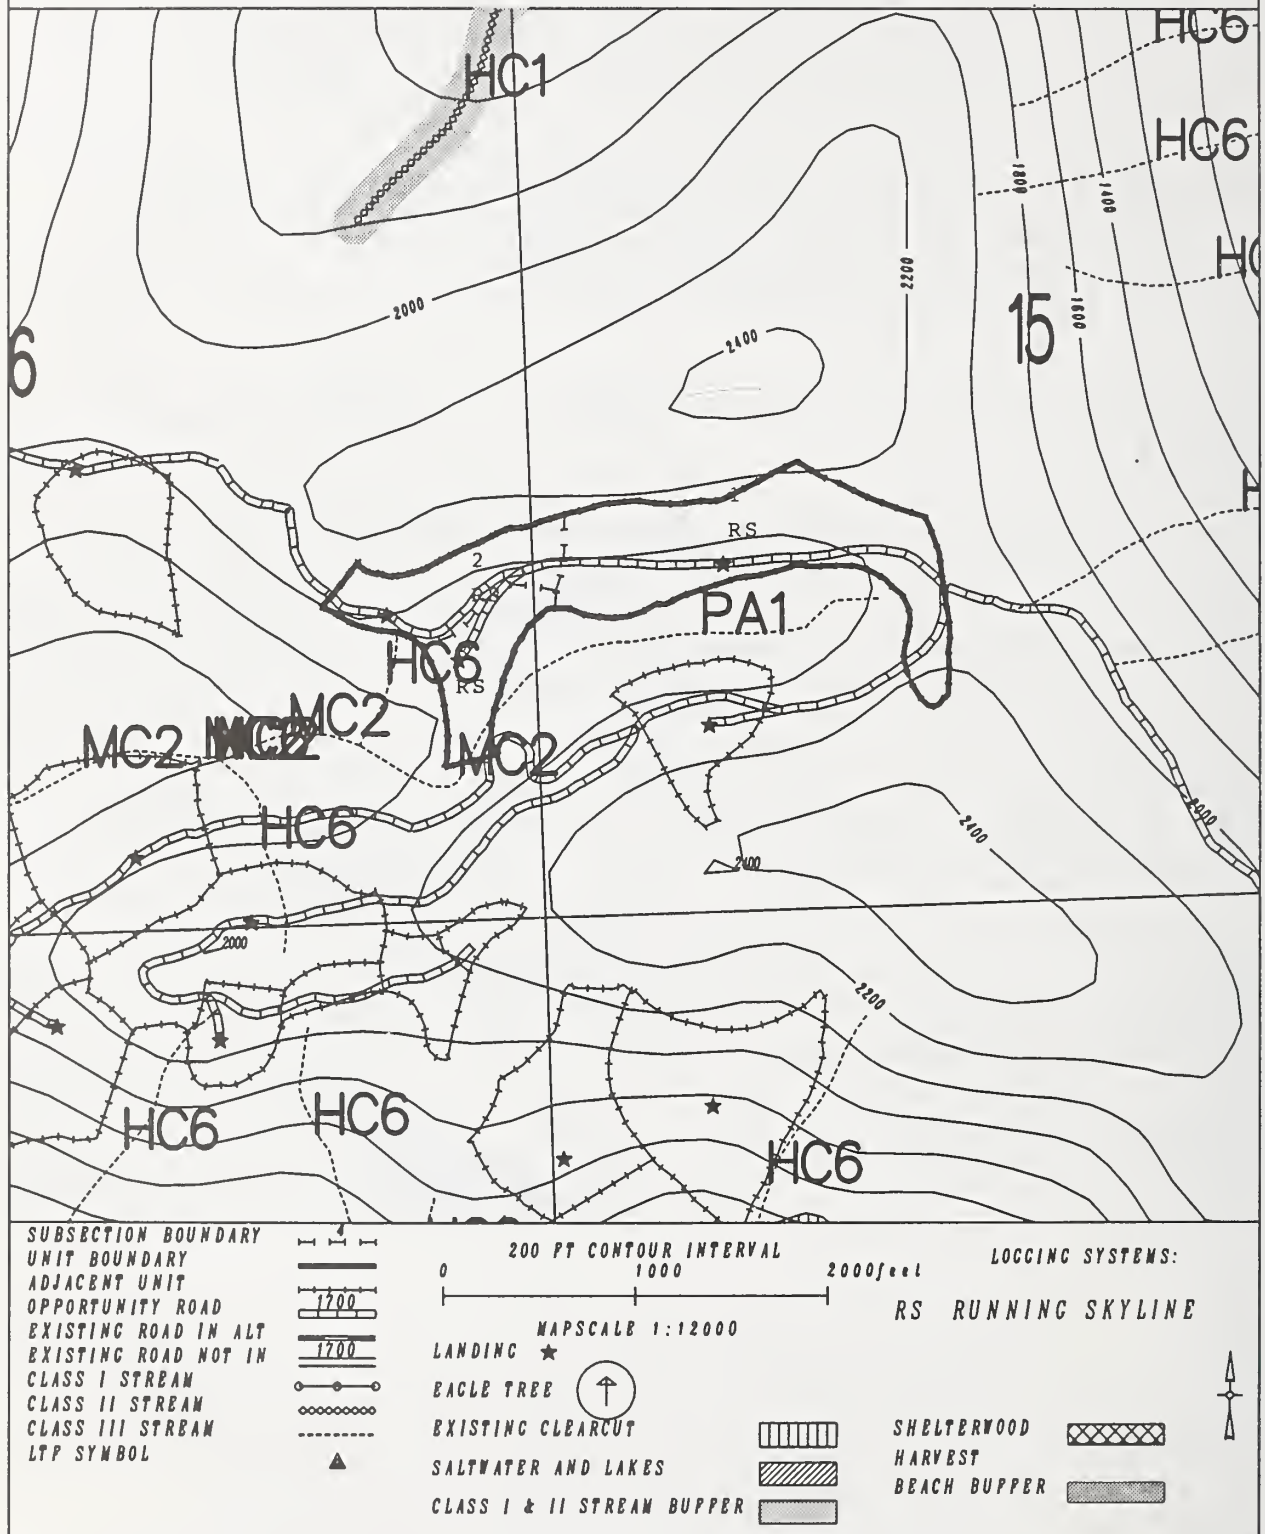 HC6
HC1
HC6
1800
1400
2200
2000
15
1600
6
2400
1
RS
2
PA1
HC6
RS
MC2
MC2
MC2
MC2
HC6
2000
2400
2400
2000
2200
HC6
HC6
HC6
SUBSECTION BOUNDARY 4
UNIT BOUNDARY
ADJACENT UNIT
OPPORTUNITY ROAD 1700
EXISTING ROAD IN ALT
EXISTING ROAD NOT IN 1700
CLASS I STREAM
CLASS II STREAM
CLASS III STREAM
LTF SYMBOL
200 FT CONTOUR INTERVAL
0 1000 2000feet
MAPSCALE 1:12000
LANDING
EAGLE TREE
EXISTING CLEARCUT
SALTWATER AND LAKES
CLASS I & II STREAM BUFFER
LOGGING SYSTEMS:
RS RUNNING SKYLINE
SHELTERWOOD
HARVEST
BEACH BUFFER